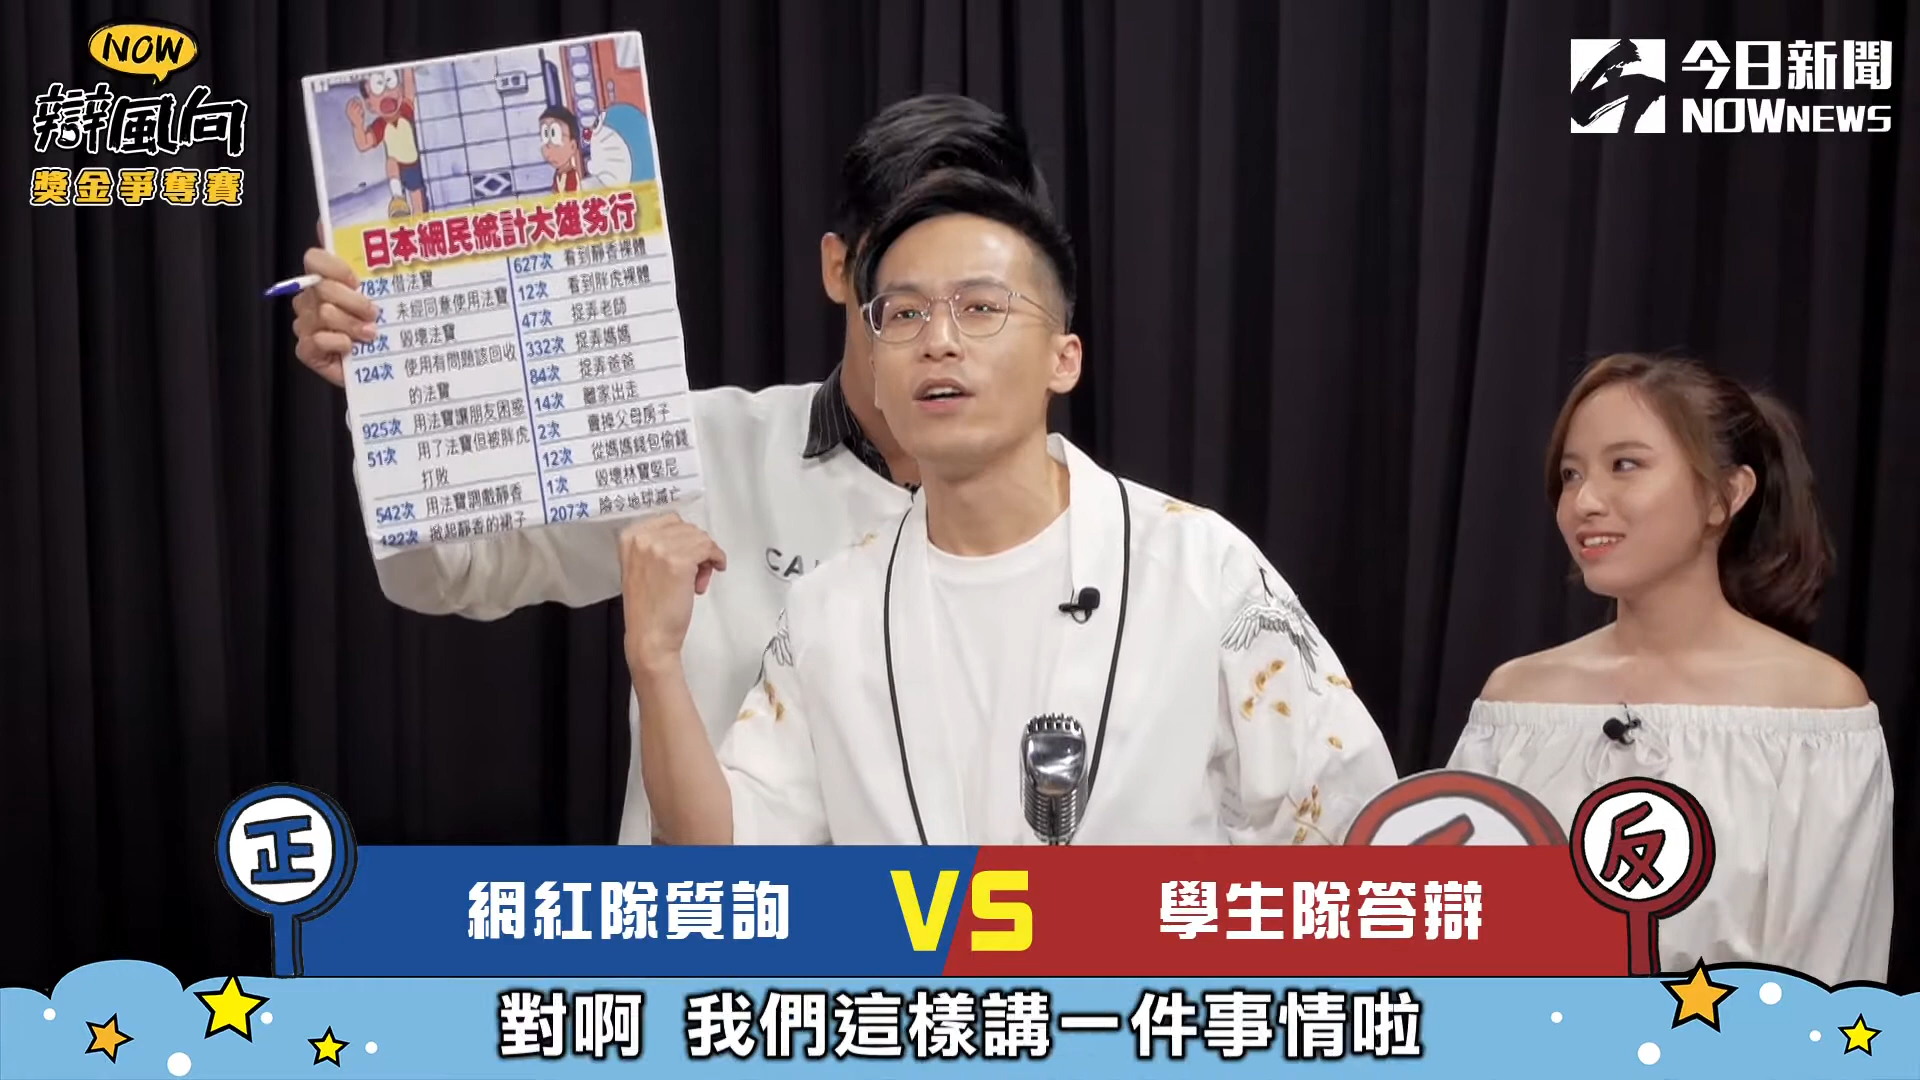 NOW
辯風向
獎金爭奪賽
今日新聞
NOWNEWS
日本網民統計大雄劣行
78次 借法寶
次 未經同意使用法寶
578次 毀壞法寶
124次 使用有問題該回收
的法寶
925次 用法寶讓朋友困惑
51次 用了法寶但被胖虎
打敗
542次 用法寶調戲靜香
422次 掀起靜香的裙子
627次 看到靜香裸體
12次 看到胖虎裸體
47次 捉弄老師
332次 捉弄媽媽
84次 捉弄爸爸
14次 離家出走
2次 賣掉父母房子
12次 從媽媽錢包偷錢
1次 毀壞林寶堅尼
207次 險令地球滅亡
CA
正
網紅隊質詢
VS
學生隊答辯
反
對啊 我們這樣講一件事情啦